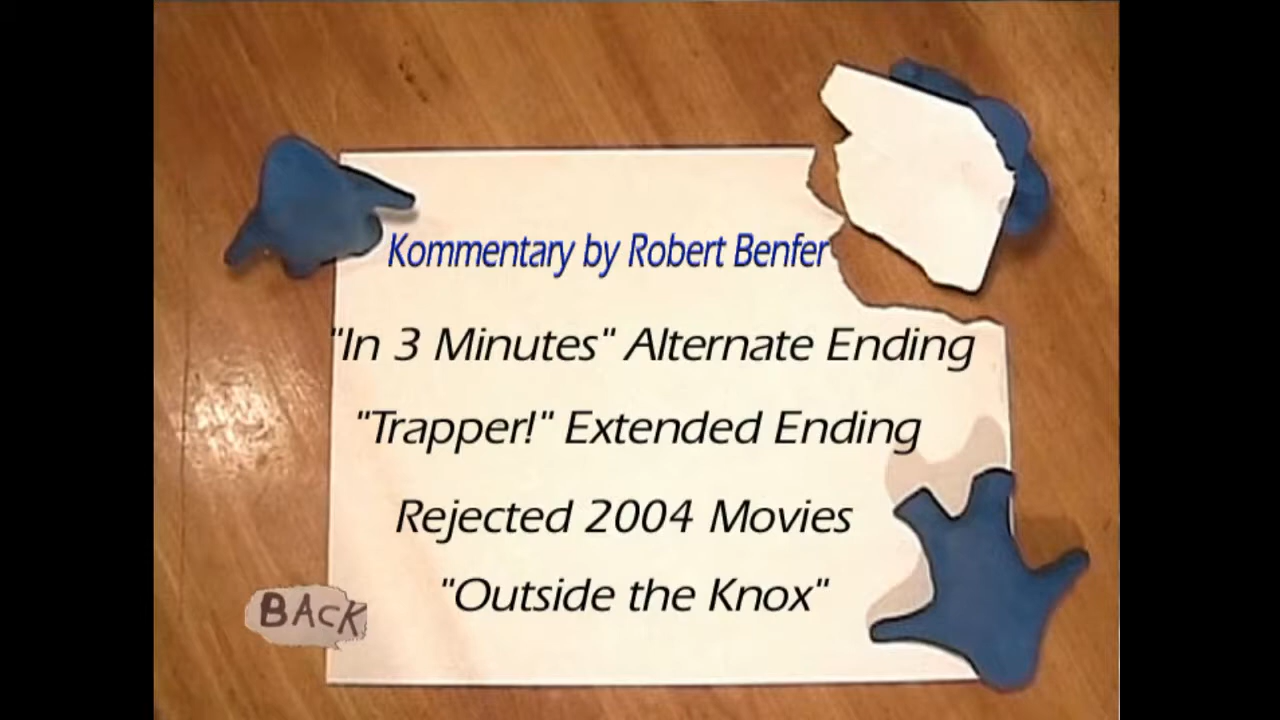 Kommentary by Robert Benfer
"In 3 Minutes" Alternate Ending
"Trapper!" Extended Ending
Rejected 2004 Movies
"Outside the Knox"
BACK